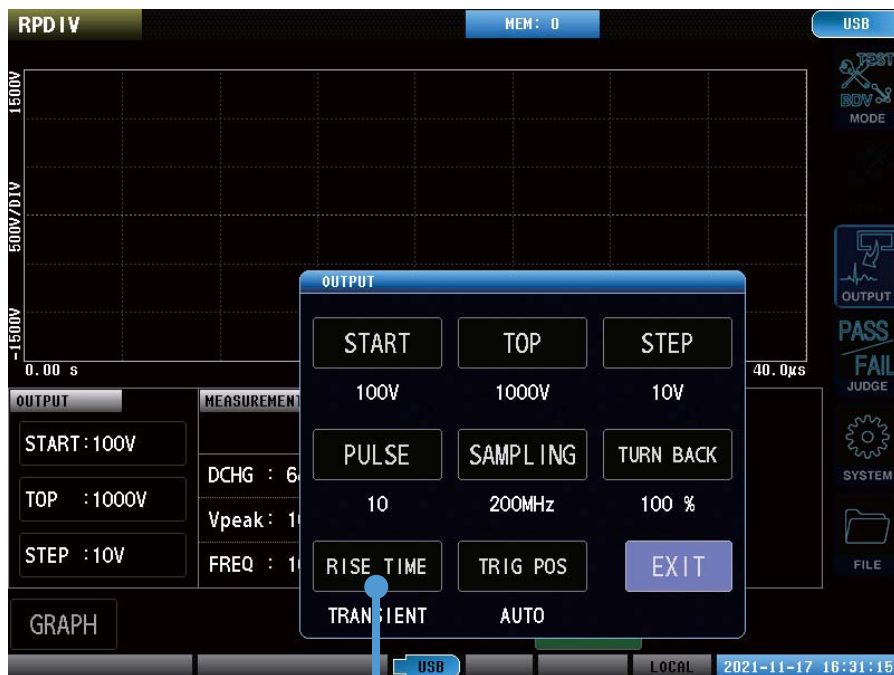 RPDIV
MEM: 0
USB
1500V
500V/DIV
-1500V
0.00 s
40.0µs
TEST
BDV
MODE
OUTPUT
PASS
FAIL
JUDGE
SYSTEM
FILE
OUTPUT
START
TOP
STEP
100V
1000V
10V
PULSE
SAMPLING
TURN BACK
10
200MHz
100 %
RISE TIME
TRIG POS
EXIT
TRANSIENT
AUTO
OUTPUT
START:100V
TOP :1000V
STEP :10V
MEASUREMENT
DCHG :
Vpeak:
FREQ :
GRAPH
USB
LOCAL
2021-11-17 16:31:15